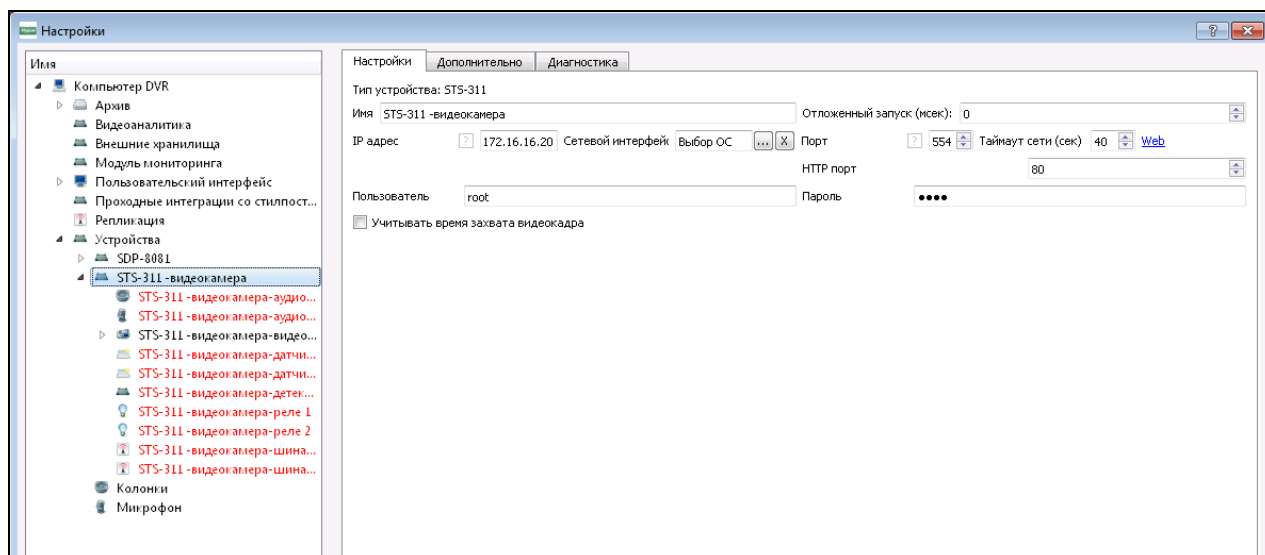 Настройки
Имя
Компьютер DVR
Архив
Видеоаналитика
Внешние хранилища
Модуль мониторинга
Пользовательский интерфейс
Проходные интеграции со стилпост...
Репликация
Устройства
SDP-8081
STS-311 -видеокамера
STS-311 -видеокамера-аудио...
STS-311 -видеокамера-аудио...
STS-311 -видеокамера-видео...
STS-311 -видеокамера-датчи...
STS-311 -видеокамера-датчи...
STS-311 -видеокамера-детек...
STS-311 -видеокамера-реле 1
STS-311 -видеокамера-реле 2
STS-311 -видеокамера-шина...
STS-311 -видеокамера-шина...
Колонки
Микрофон
Настройки Дополнительно Диагностика
Тип устройства: STS-311
Имя STS-311 -видеокамера Отложенный запуск (мсек): 0
IP адрес ? 172.16.16.20 Сетевой интерфейс Выбор ОС ... X Порт ? 554 Таймаут сети (сек) 40 Web
HTTP порт 80
Пользователь root Пароль ●●●●
Учитывать время захвата видеокадра